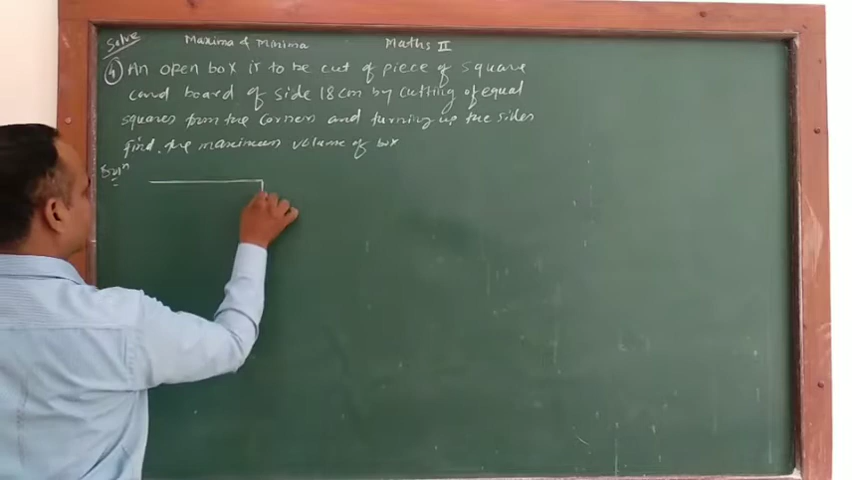 Solve
Maxima & Minima Maths II
④ An open box is to be cut of piece of square
card board of side 18cm by cutting of equal
squares from the corners and turning up the sides
find. the maximum volume of box
Solⁿ